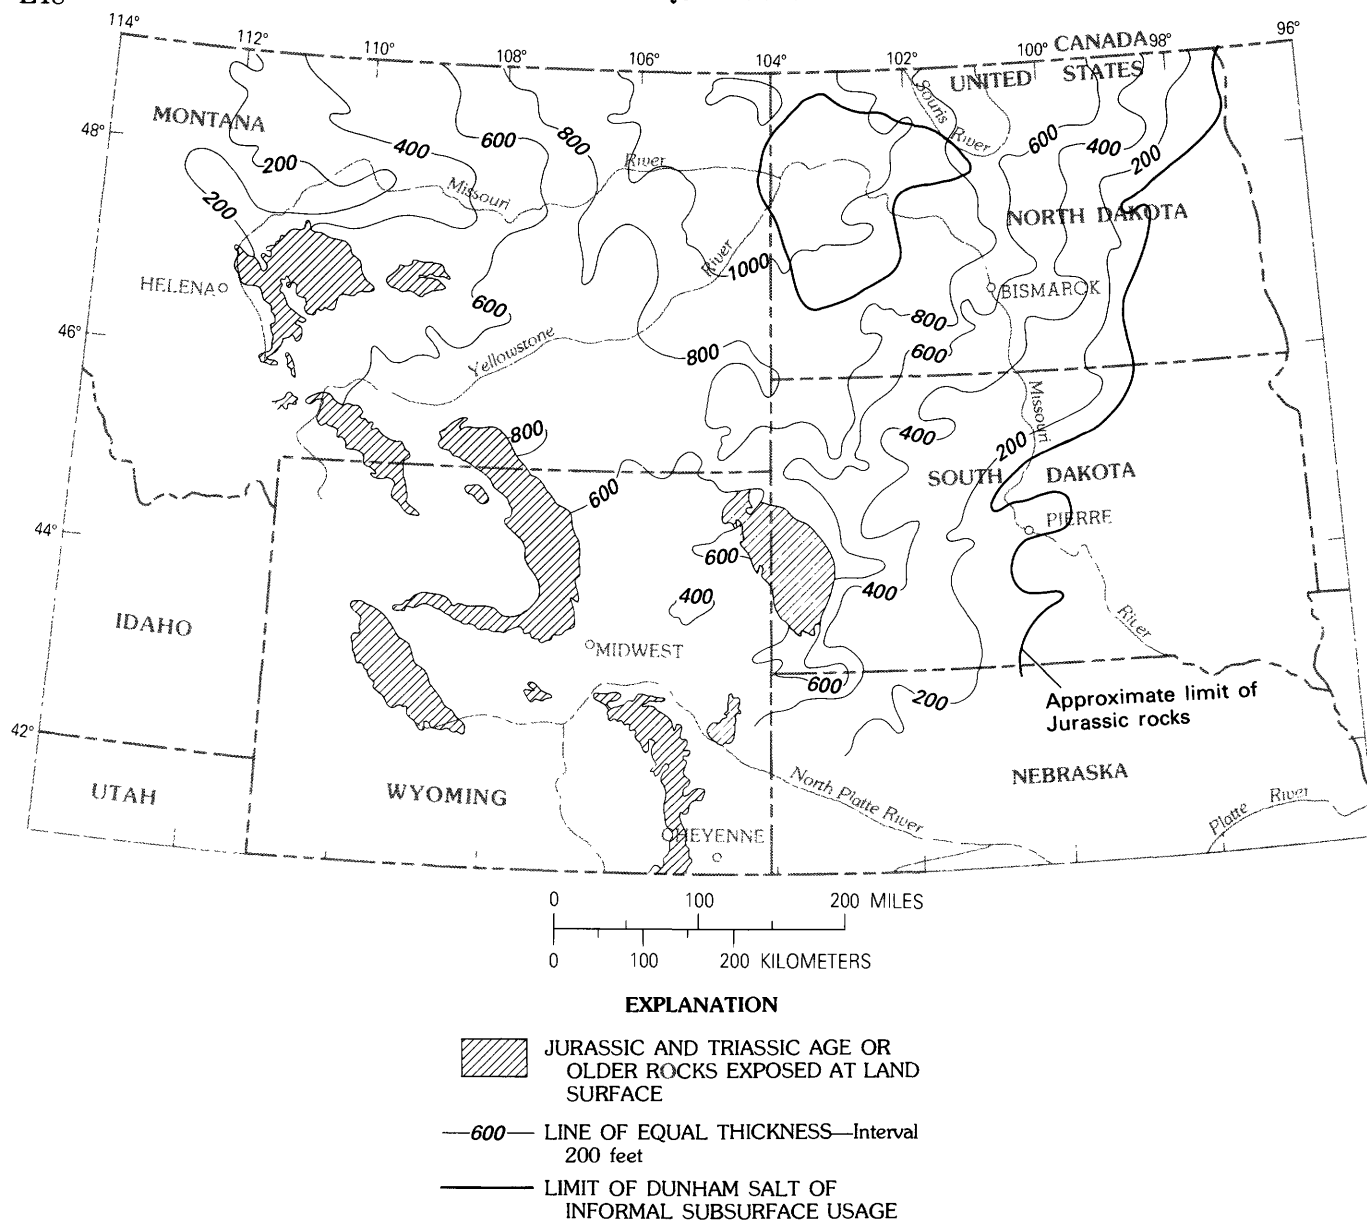 114°
112°
110°
108°
106°
104°
102°
100°
98°
96°
CANADA
UNITED STATES
Souris River
MONTANA
48°
200
400
600
800
600
400
200
200
Missouri
River
NORTH DAKOTA
HELENA
River
1000
BISMAROK
600
800
46°
Yellowstone
800
600
Missouri
800
400
200
SOUTH DAKOTA
600
44°
PIERRE
600
400
400
IDAHO
River
MIDWEST
600
200
Approximate limit of
Jurassic rocks
42°
UTAH
WYOMING
North Platte River
NEBRASKA
Platte River
CHEYENNE
0 100 200 MILES
0 100 200 KILOMETERS
EXPLANATION
JURASSIC AND TRIASSIC AGE OR
OLDER ROCKS EXPOSED AT LAND
SURFACE
—600— LINE OF EQUAL THICKNESS—Interval
200 feet
LIMIT OF DUNHAM SALT OF
INFORMAL SUBSURFACE USAGE